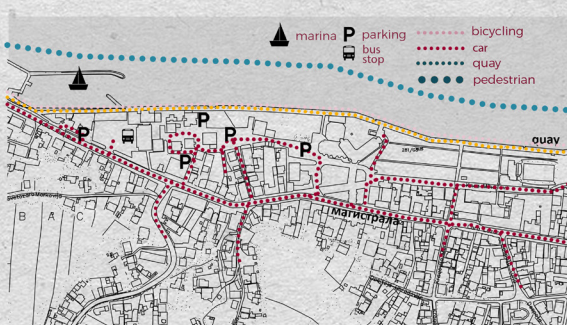 marina P parking
bus
stop
bicycling
car
quay
pedestrian
P
quay
P
P
P
P
магистрала
B A C